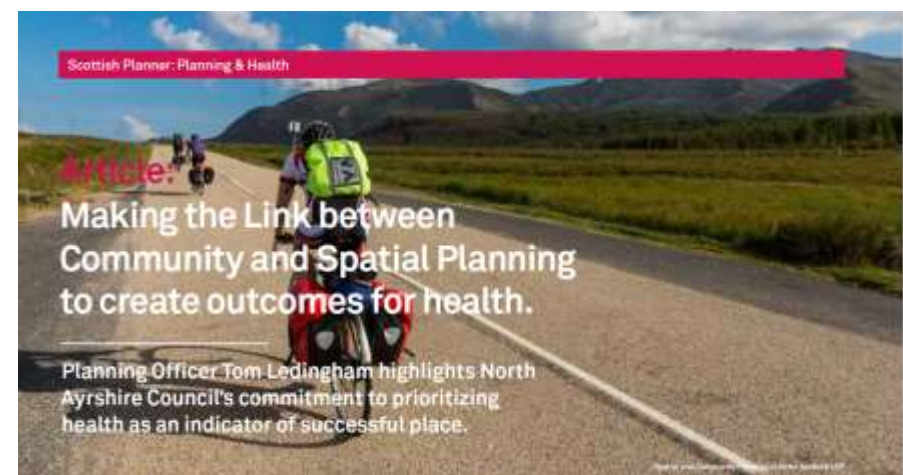 Scottish Planner: Planning & Health
Article:
Making the Link between
Community and Spatial Planning
to create outcomes for health.
Planning Officer Tom Ledingham highlights North
Ayrshire Council's commitment to prioritizing
health as an indicator of successful place.